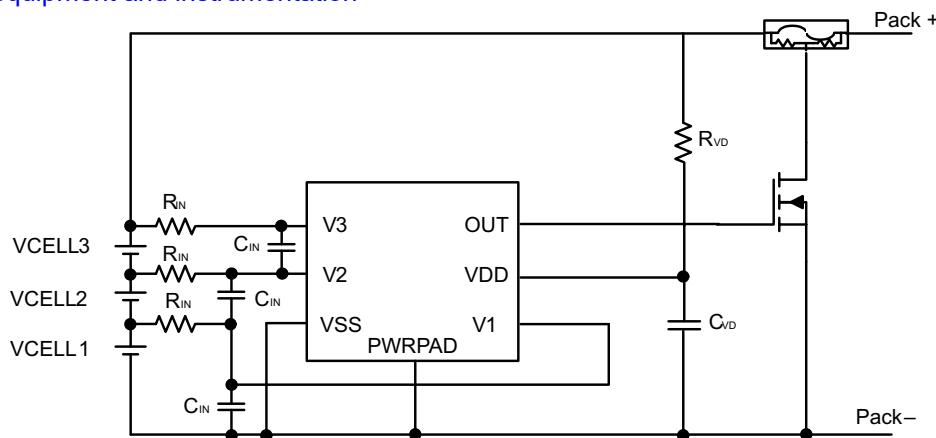 equipment and instrumentation
Pack +
RVD
RIN
V3
OUT
CIN
VCELL3
RIN
V2
VDD
VCELL2
CIN
RIN
VSS
V1
CVD
VCELL1
PWRPAD
CIN
Pack–